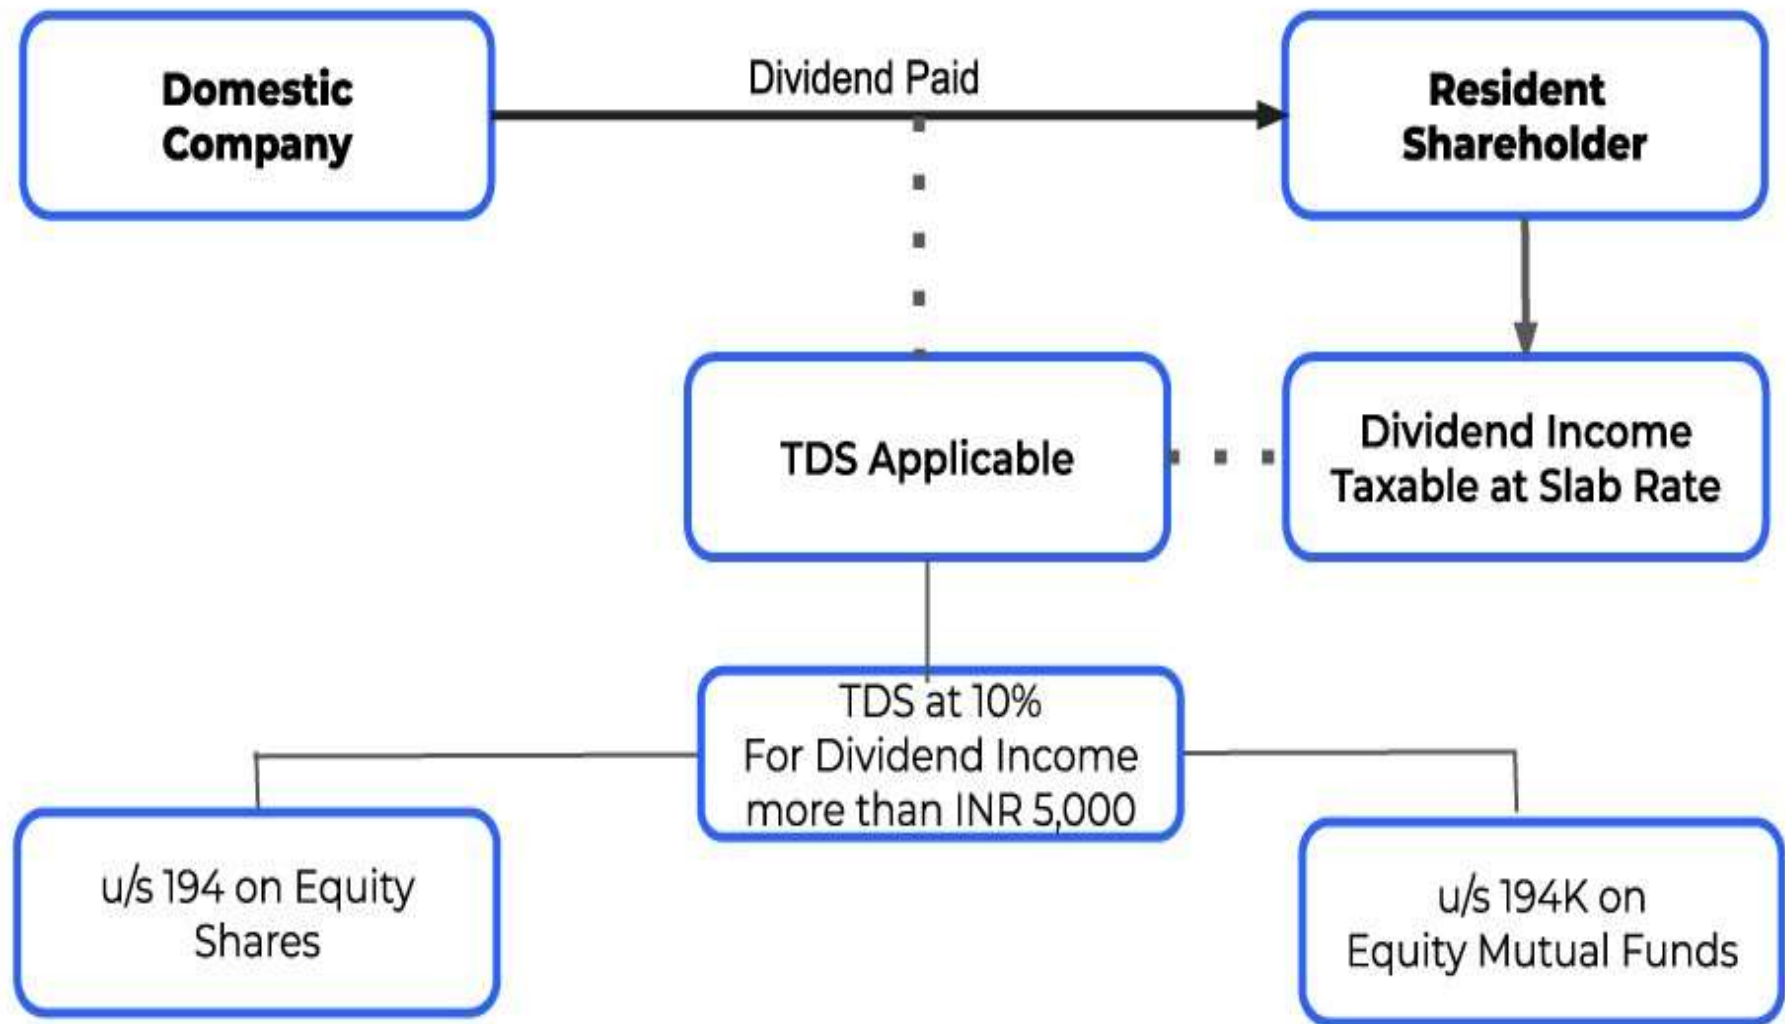 Domestic
Company
Dividend Paid
Resident
Shareholder
TDS Applicable
Dividend Income
Taxable at Slab Rate
TDS at 10%
For Dividend Income
more than INR 5,000
u/s 194 on Equity
Shares
u/s 194K on
Equity Mutual Funds